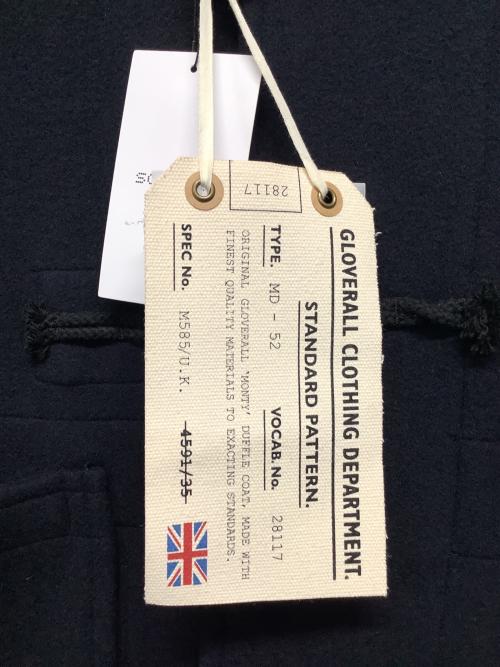 28117
GLOVERALL CLOTHING DEPARTMENT.
STANDARD PATTERN.
TYPE. MD - 52 VOCAB. No. 28117
ORIGINAL GLOVERALL 'MONTY' DUFFLE COAT, MADE WITH
FINEST QUALITY MATERIALS TO EXACTING STANDARDS.
SPEC No. M585/U.K. 4591/35